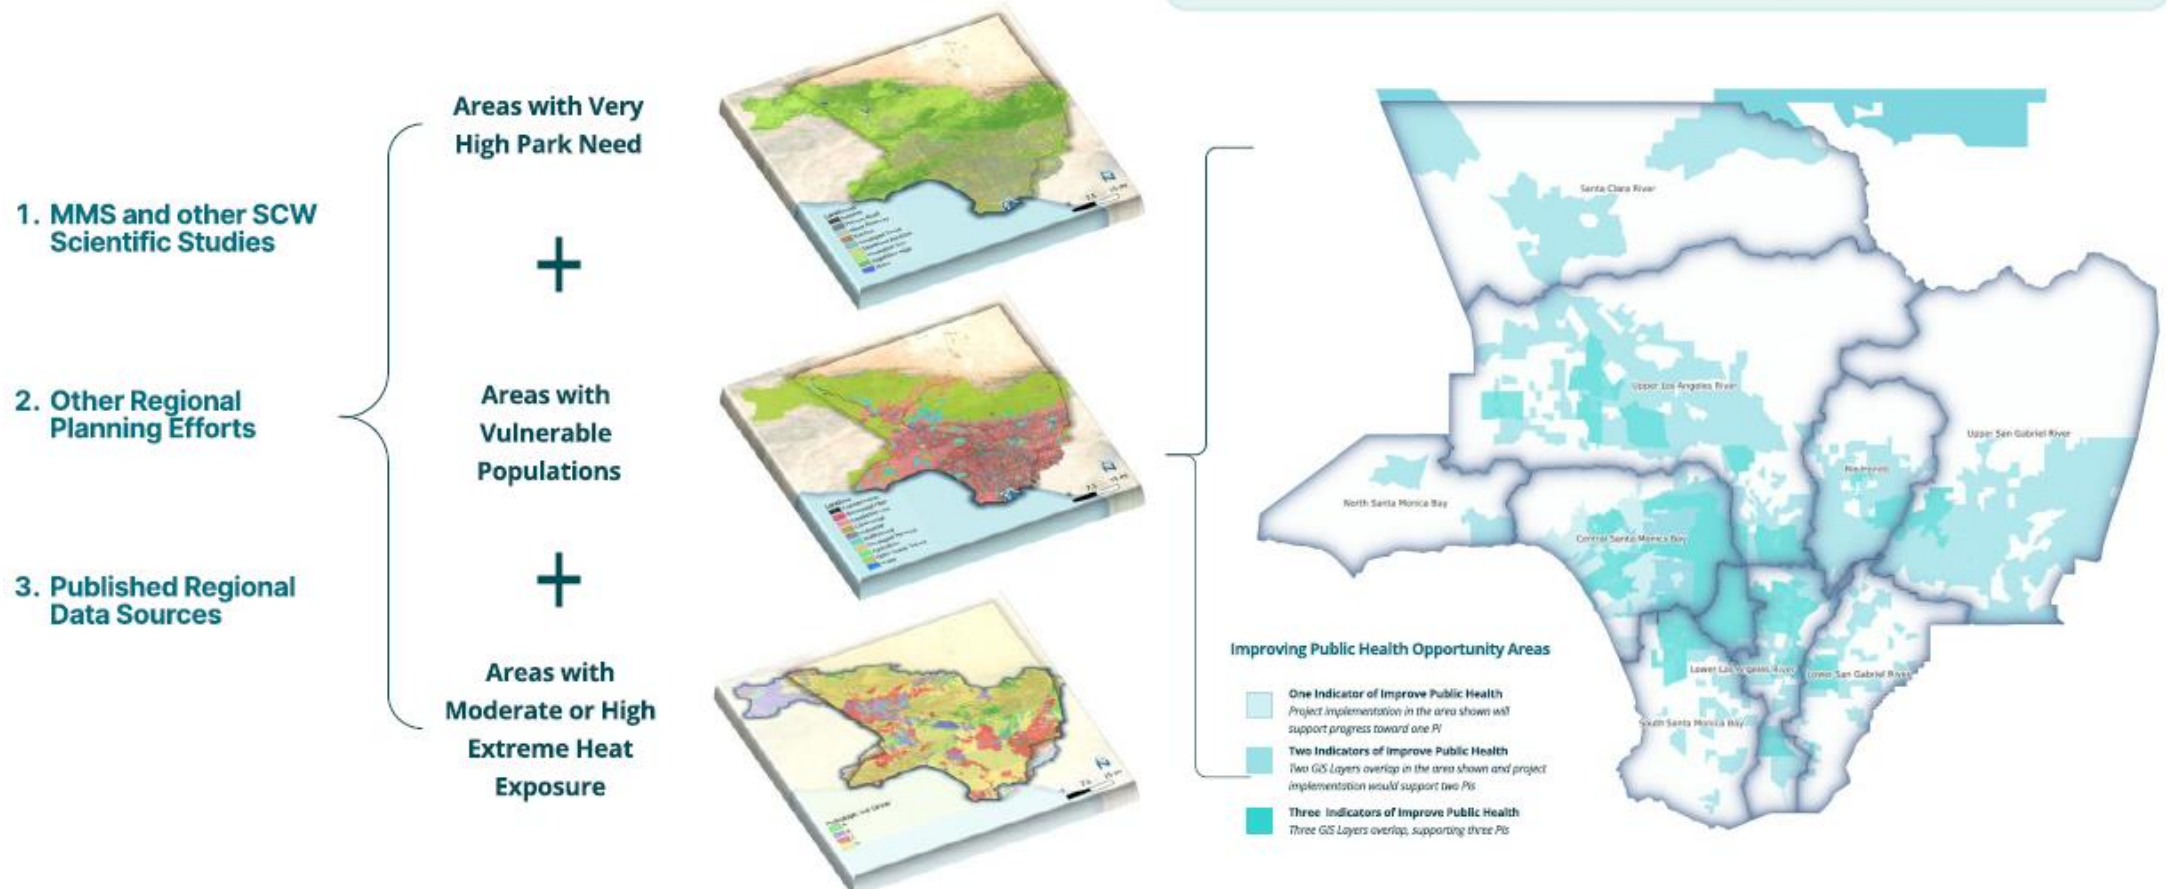 1. MMS and other SCW
Scientific Studies
2. Other Regional
Planning Efforts
3. Published Regional
Data Sources
Areas with Very
High Park Need
+
Areas with
Vulnerable
Populations
+
Areas with
Moderate or High
Extreme Heat
Exposure
Santa Clara River
Upper Los Angeles River
Upper San Gabriel River
Rio Hondo
North Santa Monica Bay
Central Santa Monica Bay
Lower Los Angeles River
Lower San Gabriel River
South Santa Monica Bay
Improving Public Health Opportunity Areas
One Indicator of Improve Public Health
Project implementation in the area shown will
support progress toward one PI
Two Indicators of Improve Public Health
Two GIS Layers overlap in the area shown and project
implementation would support two PIs
Three Indicators of Improve Public Health
Three GIS Layers overlap, supporting three PIs